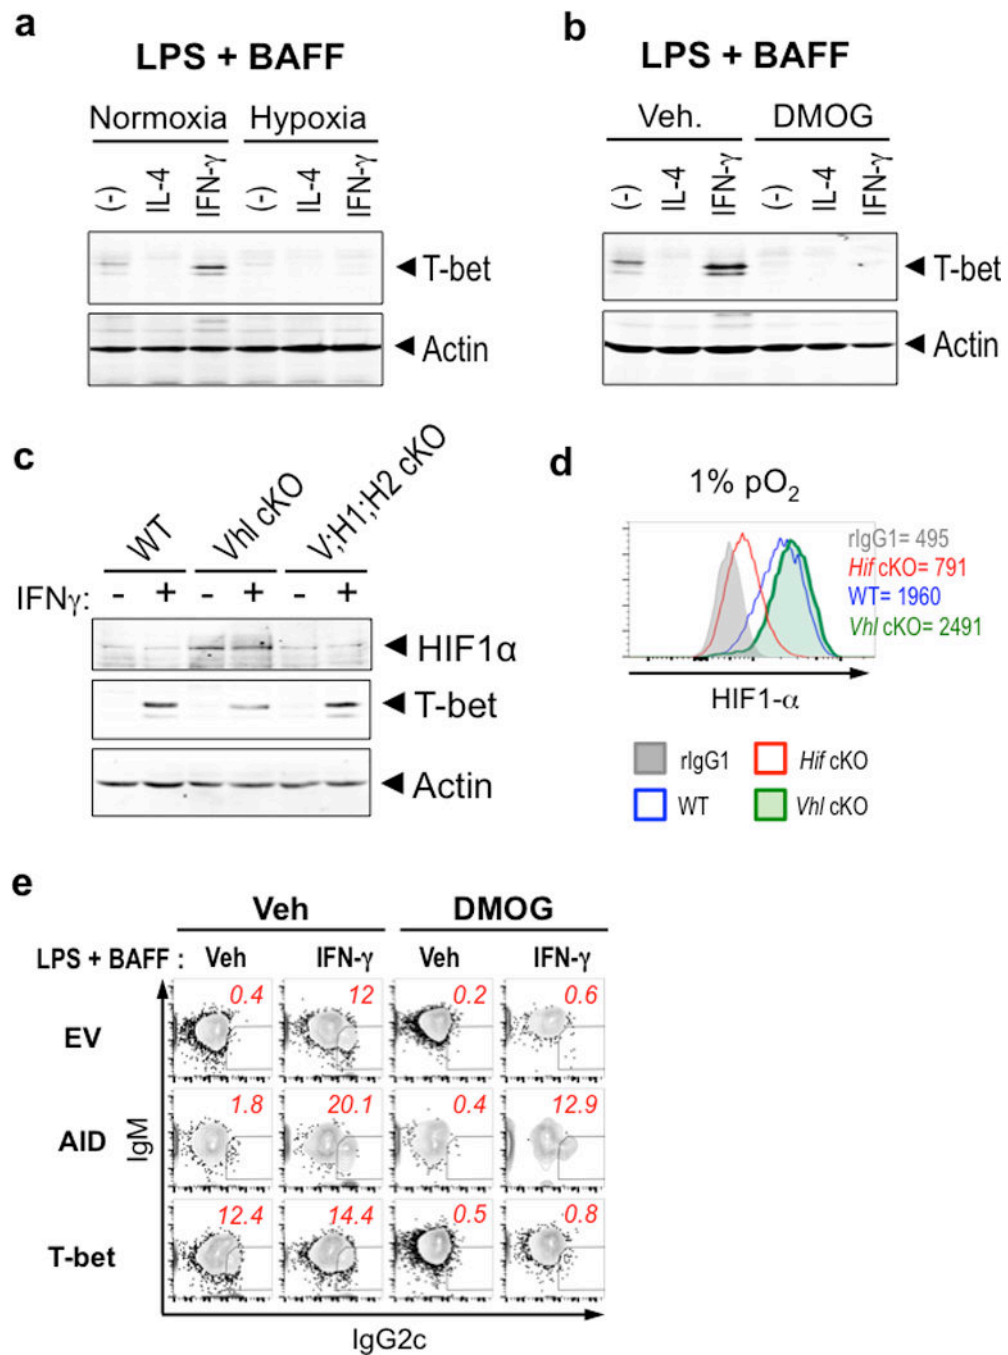 a
LPS + BAFF
Normoxia Hypoxia
(-) IL-4 IFN-γ (-) IL-4 IFN-γ
T-bet
Actin
b
LPS + BAFF
Veh. DMOG
(-) IL-4 IFN-γ (-) IL-4 IFN-γ
T-bet
Actin
c
WT Vhl cKO V;H1;H2 cKO
IFNγ: - + - + - +
HIF1α
T-bet
Actin
d
1% pO2
rIgG1= 495
Hif cKO= 791
WT= 1960
Vhl cKO= 2491
HIF1-α
rIgG1 Hif cKO
WT Vhl cKO
e
Veh DMOG
LPS + BAFF : Veh IFN-γ Veh IFN-γ
EV 0.4 12 0.2 0.6
AID 1.8 20.1 0.4 12.9
T-bet 12.4 14.4 0.5 0.8
IgM
IgG2c